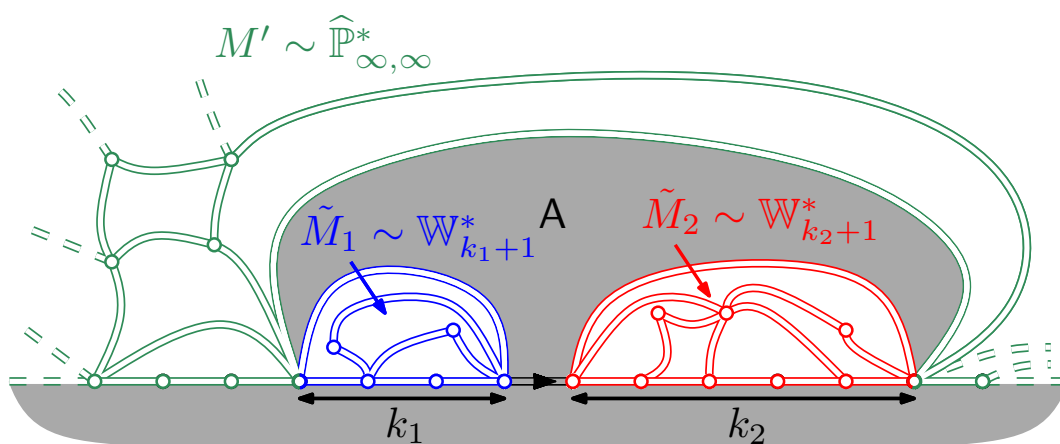 M′ ∼ ℙ̂*∞,∞
A
M̃₁ ∼ 𝕎*ₖ₁₊₁
M̃₂ ∼ 𝕎*ₖ₂₊₁
k₁
k₂